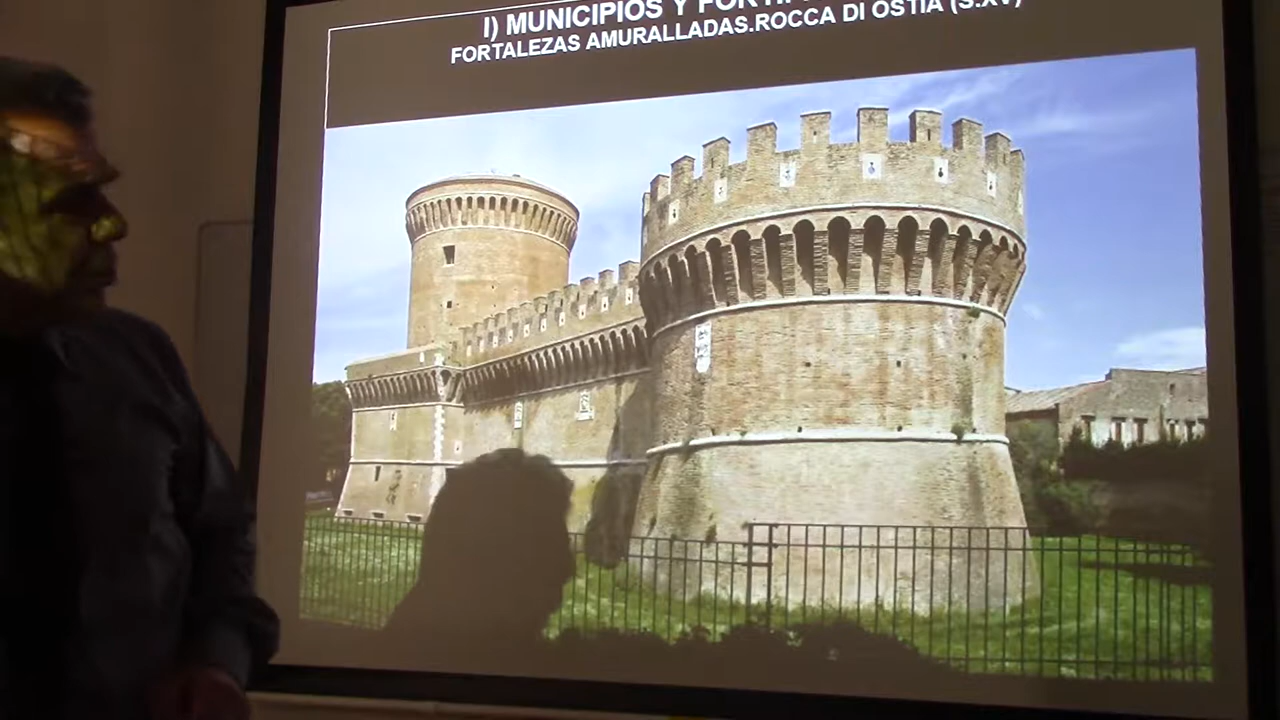 I) MUNICIPIOS Y
FORTALEZAS AMURALLADAS.ROCCA DI OSTIA (S.XV)